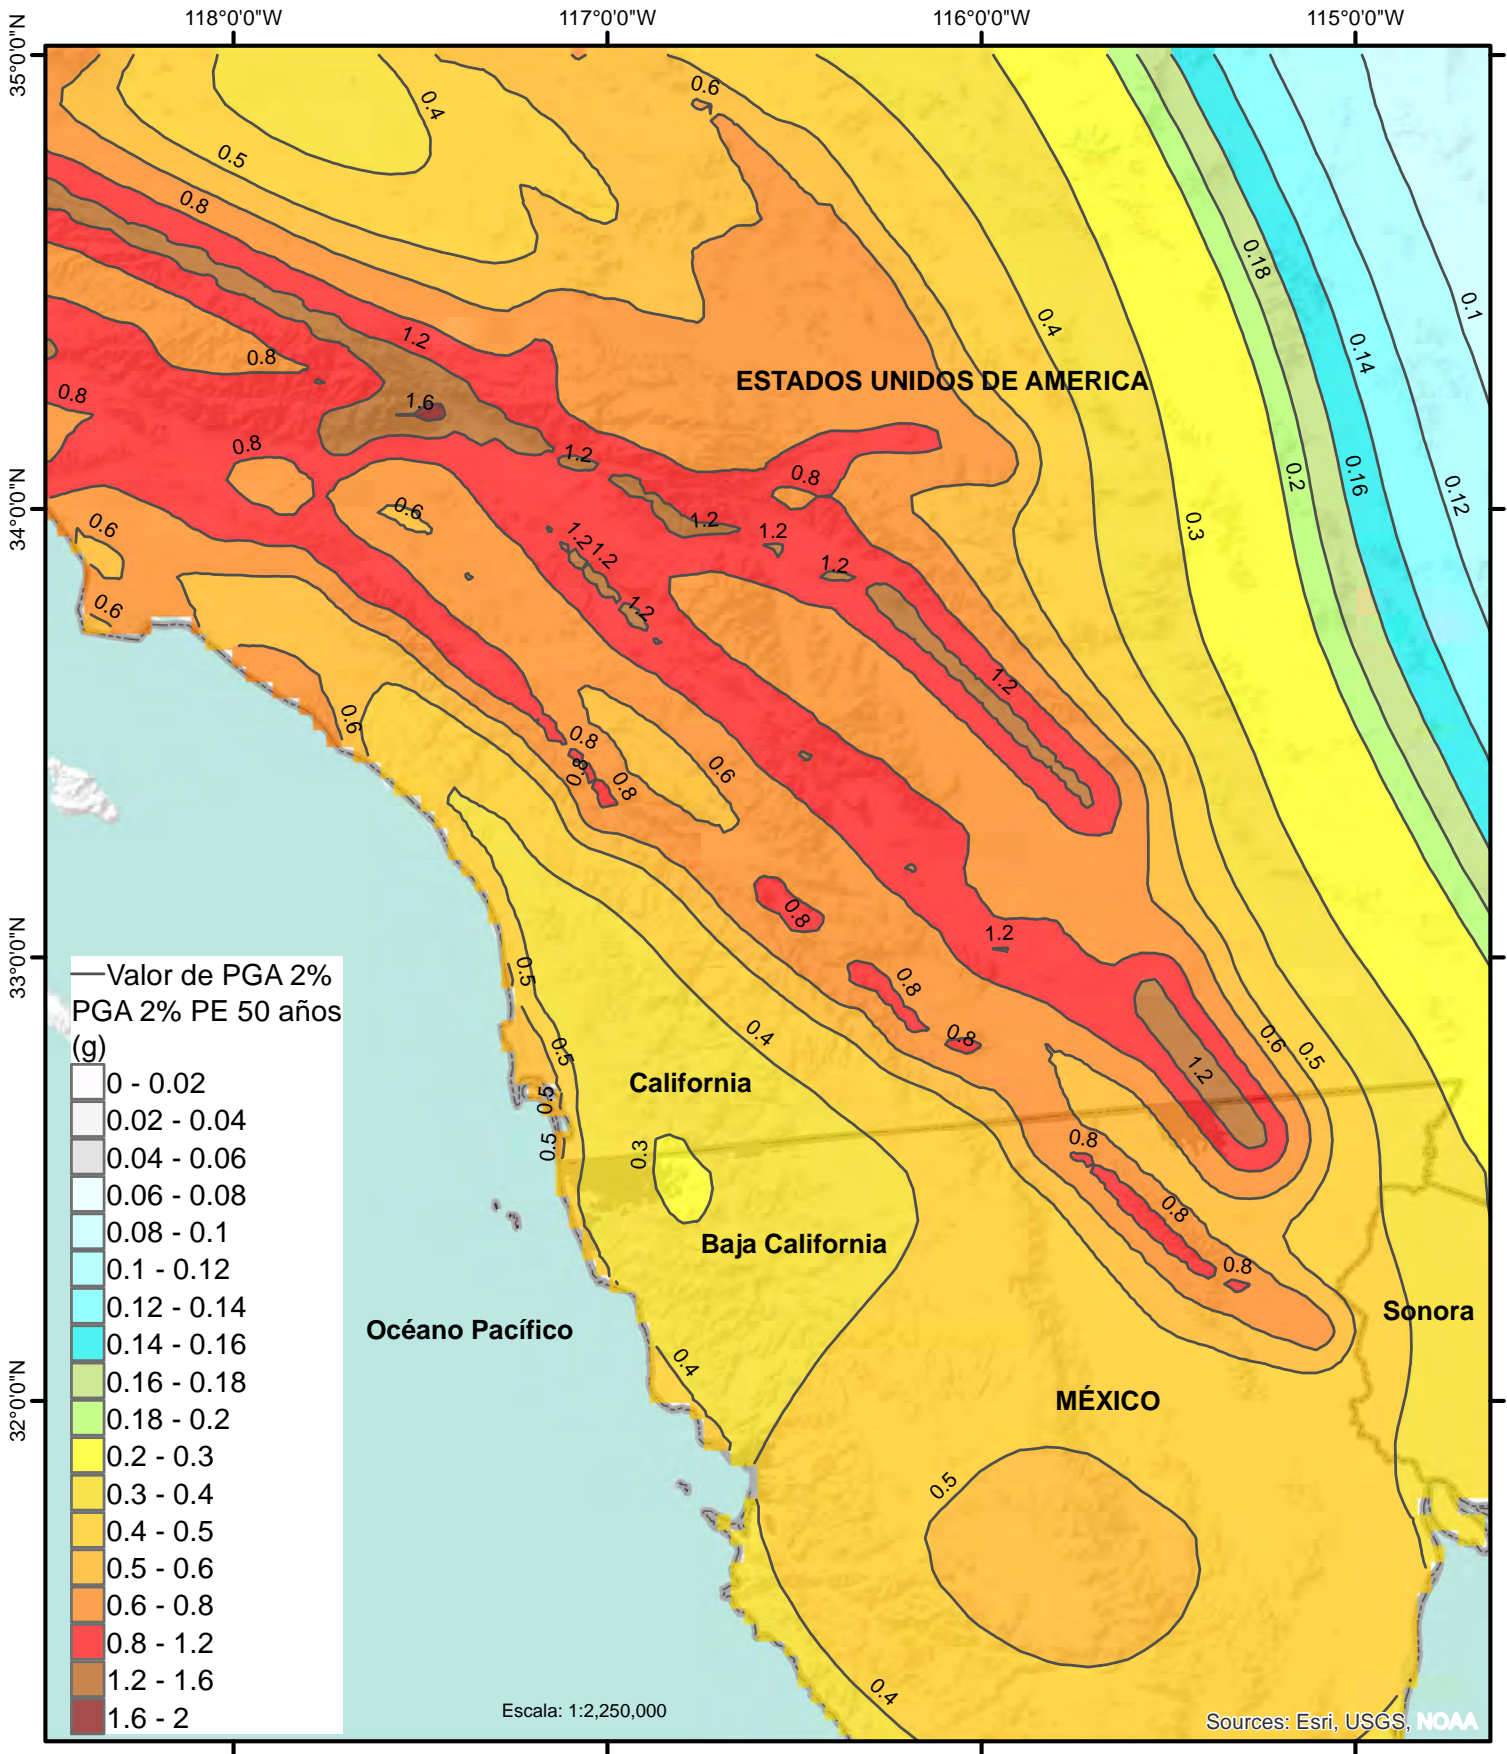 118°0'0"W 117°0'0"W 116°0'0"W 115°0'0"W
35°0'0"N
34°0'0"N
33°0'0"N
32°0'0"N
0.6
0.4
0.5
0.8
0.18
0.1
0.4
1.2
0.14
0.8
ESTADOS UNIDOS DE AMERICA
0.8
1.6
0.8
1.2
0.8
0.2
0.16
0.12
0.6
0.6
1.2
1.2
0.3
1.2
1.2
1.2
0.6
1.2
1.2
0.6
0.8
0.8
0.8
0.6
0.8
1.2
0.5
0.8
0.4
0.8
0.6
0.5
0.5
1.2
California
0.5
0.5
0.3
0.8
0.8
Baja California
0.8
Sonora
Océano Pacífico
0.4
MÉXICO
0.5
0.4
Valor de PGA 2%
PGA 2% PE 50 años
(g)
0 - 0.02
0.02 - 0.04
0.04 - 0.06
0.06 - 0.08
0.08 - 0.1
0.1 - 0.12
0.12 - 0.14
0.14 - 0.16
0.16 - 0.18
0.18 - 0.2
0.2 - 0.3
0.3 - 0.4
0.4 - 0.5
0.5 - 0.6
0.6 - 0.8
0.8 - 1.2
1.2 - 1.6
1.6 - 2
Escala: 1:2,250,000
Sources: Esri, USGS, NOAA